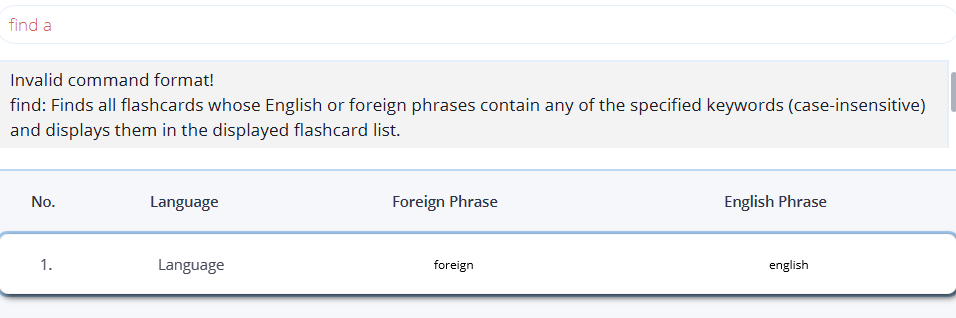 find a
Invalid command format!
find: Finds all flashcards whose English or foreign phrases contain any of the specified keywords (case-insensitive)
and displays them in the displayed flashcard list.
No. Language Foreign Phrase English Phrase
1. Language foreign english